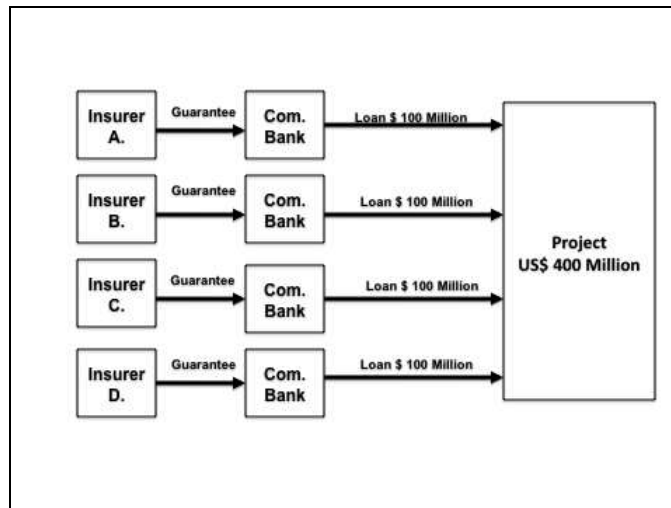 Insurer
A.
Guarantee
Com.
Bank
Loan $ 100 Million
Insurer
B.
Guarantee
Com.
Bank
Loan $ 100 Million
Project
US$ 400 Million
Insurer
C.
Guarantee
Com.
Bank
Loan $ 100 Million
Insurer
D.
Guarantee
Com.
Bank
Loan $ 100 Million